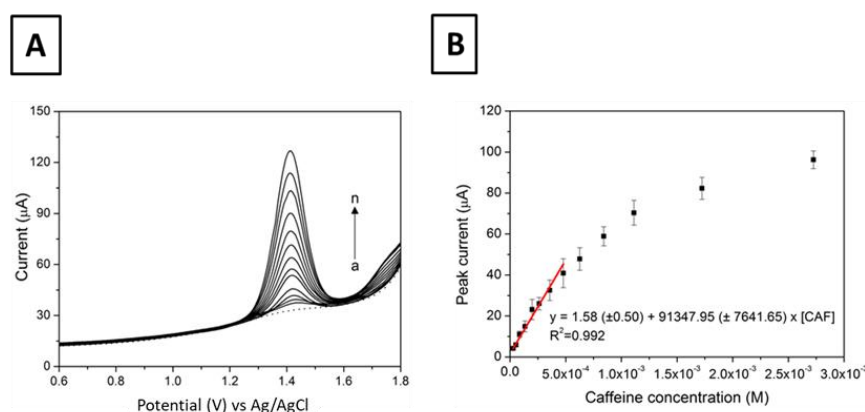 A
B
150
120
90
60
30
0
Current (µA)
n
a
0.6 0.8 1.0 1.2 1.4 1.6 1.8
Potential (V) vs Ag/AgCl
120
100
80
60
40
20
0
Peak current (µA)
y = 1.58 (±0.50) + 91347.95 (± 7641.65) x [CAF]
R²=0.992
0.0 5.0x10⁻⁴ 1.0x10⁻³ 1.5x10⁻³ 2.0x10⁻³ 2.5x10⁻³ 3.0x10⁻³
Caffeine concentration (M)